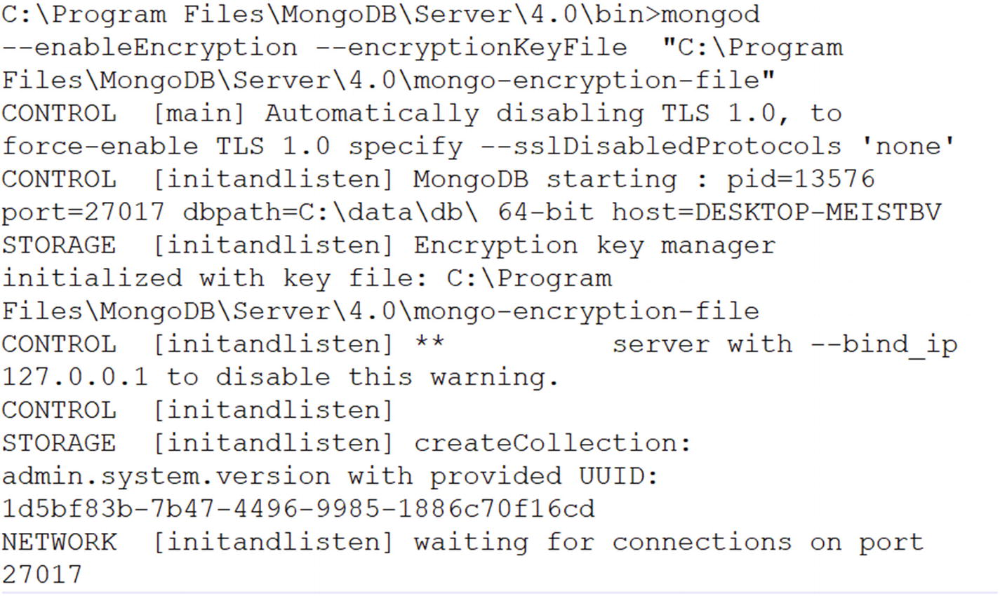 C:\Program Files\MongoDB\Server\4.0\bin>mongod
--enableEncryption --encryptionKeyFile  "C:\Program
Files\MongoDB\Server\4.0\mongo-encryption-file"
CONTROL  [main] Automatically disabling TLS 1.0, to
force-enable TLS 1.0 specify --sslDisabledProtocols 'none'
CONTROL  [initandlisten] MongoDB starting : pid=13576
port=27017 dbpath=C:\data\db\ 64-bit host=DESKTOP-MEISTBV
STORAGE  [initandlisten] Encryption key manager
initialized with key file: C:\Program
Files\MongoDB\Server\4.0\mongo-encryption-file
CONTROL  [initandlisten] **         server with --bind_ip
127.0.0.1 to disable this warning.
CONTROL  [initandlisten]
STORAGE  [initandlisten] createCollection:
admin.system.version with provided UUID:
1d5bf83b-7b47-4496-9985-1886c70f16cd
NETWORK  [initandlisten] waiting for connections on port
27017